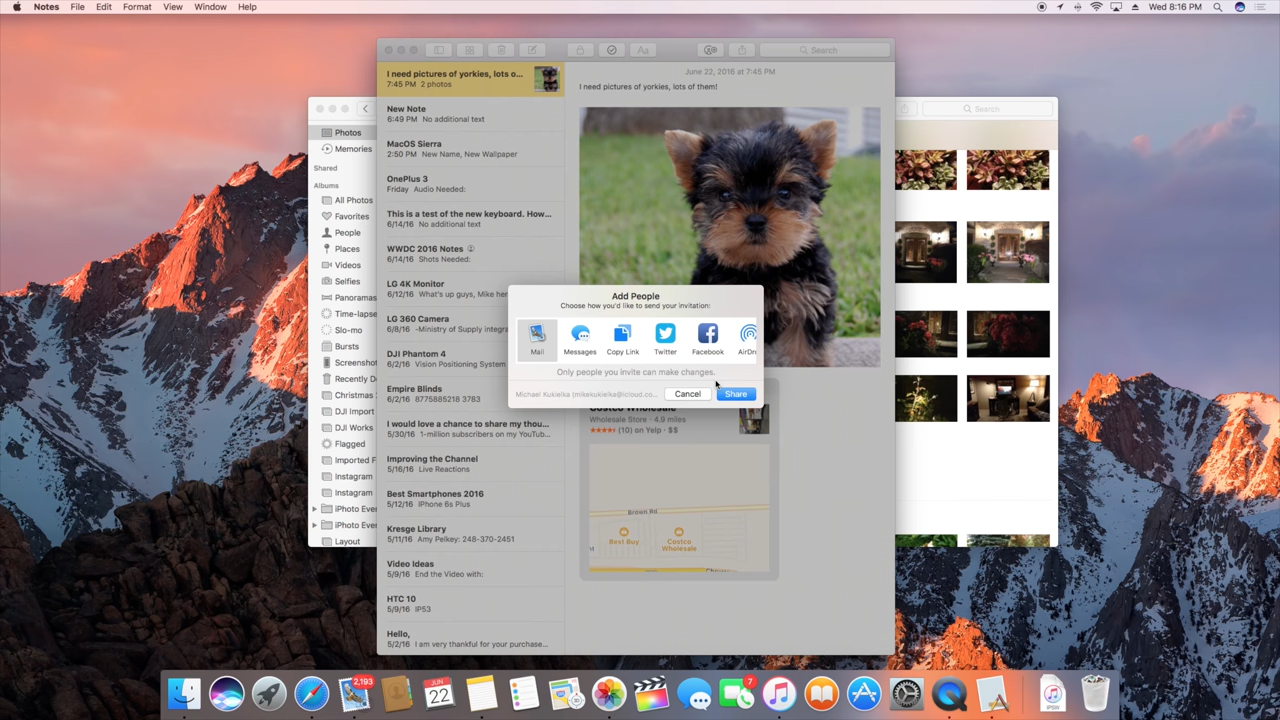 Notes File Edit Format View Window Help
Wed 8:16 PM
Search
Search
Photos
Memories
Shared
Albums
All Photos
Favorites
People
Places
Videos
Selfies
Panoramas
Time-lapse
Slo-mo
Bursts
Screenshot
Recently D
Christmas
DJI Import
DJI Works
Flagged
Imported F
Instagram
Instagram
iPhoto Eve
iPhoto Eve
Layout
I need pictures of yorkies, lots o...
7:45 PM 2 photos
New Note
6:49 PM No additional text
MacOS Sierra
2:50 PM New Name, New Wallpaper
OnePlus 3
Friday Audio Needed:
This is a test of the new keyboard. How...
6/14/16 No additional text
WWDC 2016 Notes
6/14/16 Shots Needed:
LG 4K Monitor
6/12/16 What's up guys, Mike her
LG 360 Camera
6/8/16 -Ministry of Supply integra
DJI Phantom 4
6/2/16 Vision Positioning System
Empire Blinds
6/2/16 8775885218 3783
I would love a chance to share my thou...
5/30/16 1-million subscribers on my YouTub...
Improving the Channel
5/16/16 Live Reactions
Best Smartphones 2016
5/12/16 iPhone 6s Plus
Kresge Library
5/11/16 Amy Pelkey: 248-370-2451
Video Ideas
5/9/16 End the Video with:
HTC 10
5/9/16 IP53
Hello,
5/2/16 I am very thankful for your purchase...
Aa
June 22, 2016 at 7:45 PM
I need pictures of yorkies, lots of them!
Add People
Choose how you'd like to send your invitation:
Mail Messages Copy Link Twitter Facebook AirDro
Only people you invite can make changes.
Michael Kukielka (mikekukielka@icloud.co...
Cancel Share
Costco Wholesale
Wholesale Store · 4.9 miles
(10) on Yelp · $$
Brown Rd
Best Buy
Costco
Wholesale
2,193
JUN
22
7
IPSW